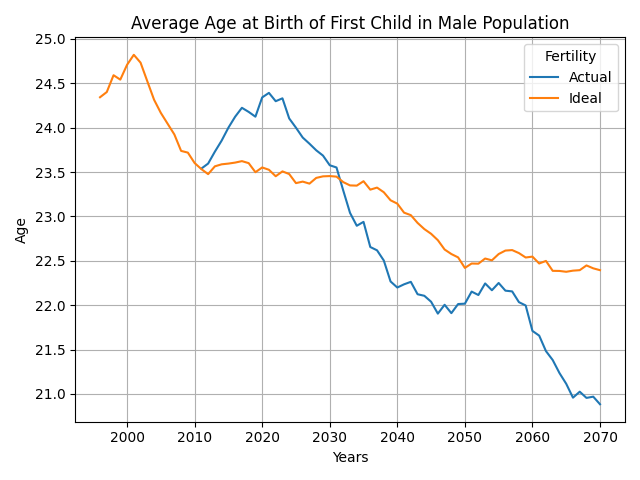 Average Age at Birth of First Child in Male Population
Fertility
Actual
Ideal
Age
25.0
24.5
24.0
23.5
23.0
22.5
22.0
21.5
21.0
2000 2010 2020 2030 2040 2050 2060 2070
Years